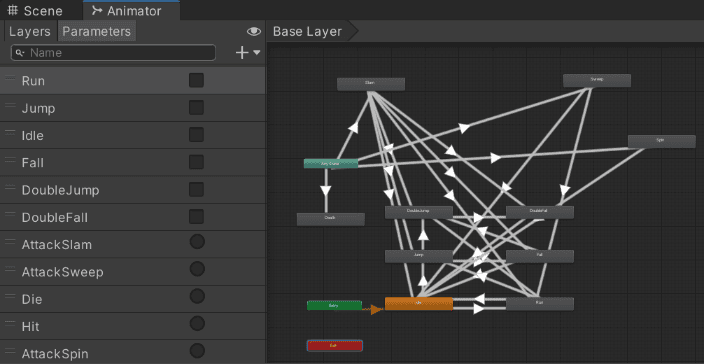 Scene
Animator
Layers
Parameters
Name
Base Layer
Run
Jump
Idle
Fall
DoubleJump
DoubleFall
AttackSlam
AttackSweep
Die
Hit
AttackSpin
Slam
Sweep
Spin
Any State
Death
DoubleJump
DoubleFall
Jump
Fall
Entry
Idle
Run
Exit